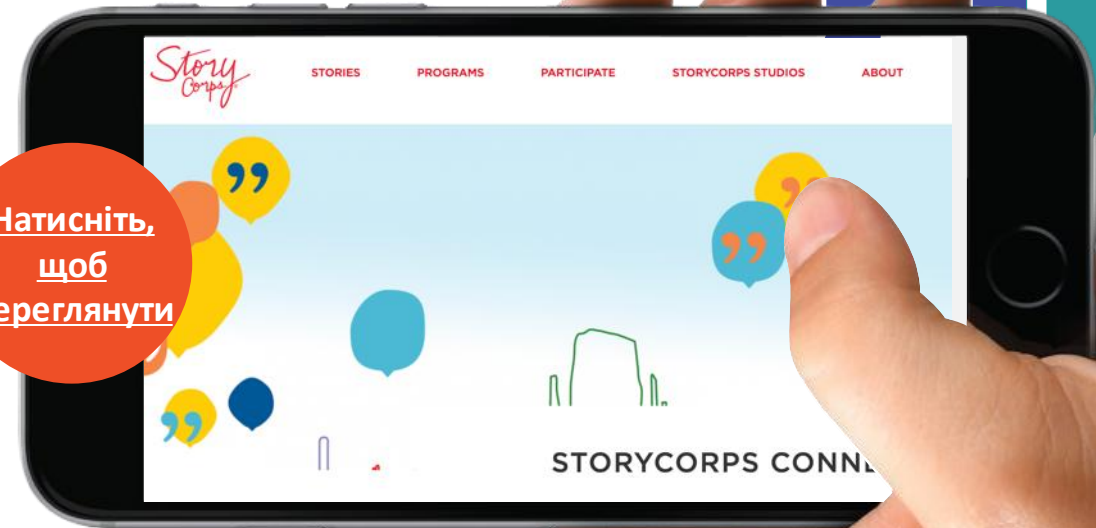 Story
Corps
STORIES PROGRAMS PARTICIPATE STORYCORPS STUDIOS ABOUT
Натисніть,
щоб
ереглянути
STORYCORPS CONNE